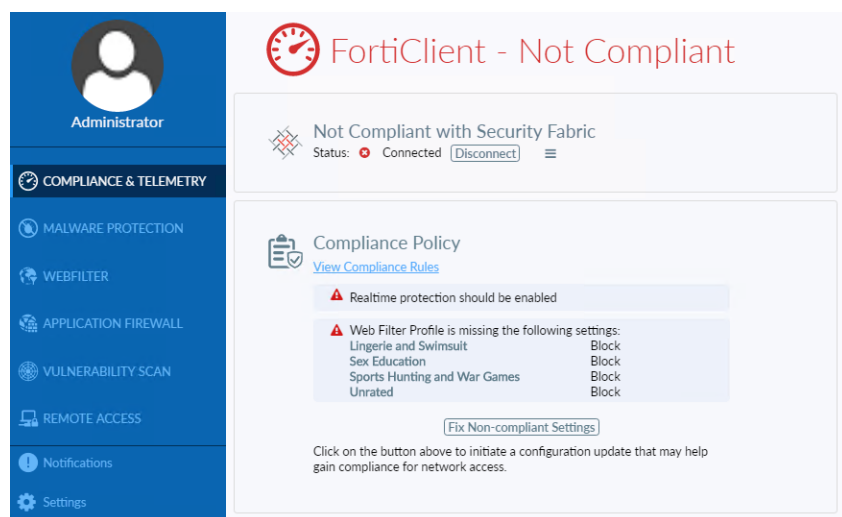 Administrator
COMPLIANCE & TELEMETRY
MALWARE PROTECTION
WEBFILTER
APPLICATION FIREWALL
VULNERABILITY SCAN
REMOTE ACCESS
Notifications
Settings
FortiClient - Not Compliant
Not Compliant with Security Fabric
Status: Connected Disconnect
Compliance Policy
View Compliance Rules
Realtime protection should be enabled
Web Filter Profile is missing the following settings:
Lingerie and Swimsuit Block
Sex Education Block
Sports Hunting and War Games Block
Unrated Block
Fix Non-compliant Settings
Click on the button above to initiate a configuration update that may help
gain compliance for network access.